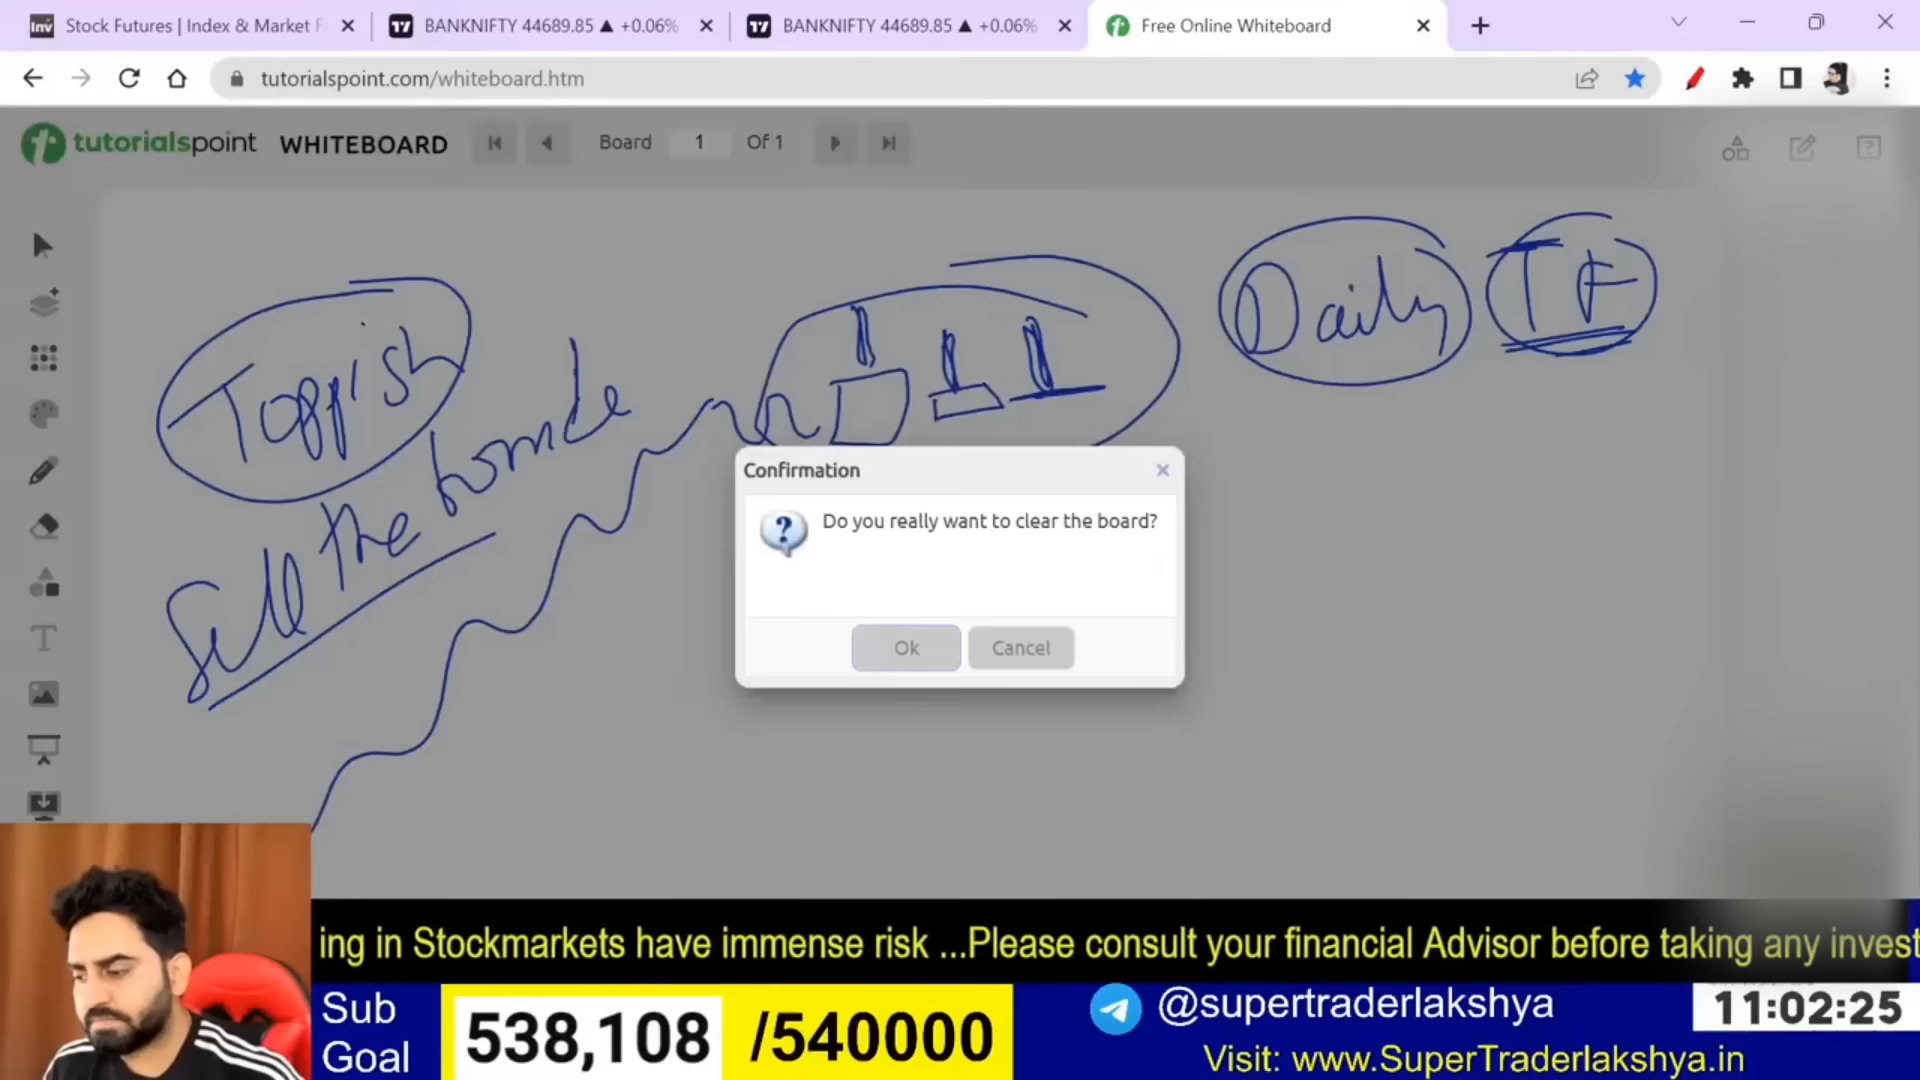 Stock Futures | Index & Market F
BANKNIFTY 44689.85 ▲ +0.06%
BANKNIFTY 44689.85 ▲ +0.06%
Free Online Whiteboard
tutorialspoint.com/whiteboard.htm
tutorialspoint WHITEBOARD Board 1 Of 1
Daily TF
Toppish
Sell the
Confirmation
Do you really want to clear the board?
Ok Cancel
ing in Stockmarkets have immense risk ...Please consult your financial Advisor before taking any invest
Sub Goal
538,108 /540000
@supertraderlakshya
11:02:25
Visit: www.SuperTraderlakshya.in